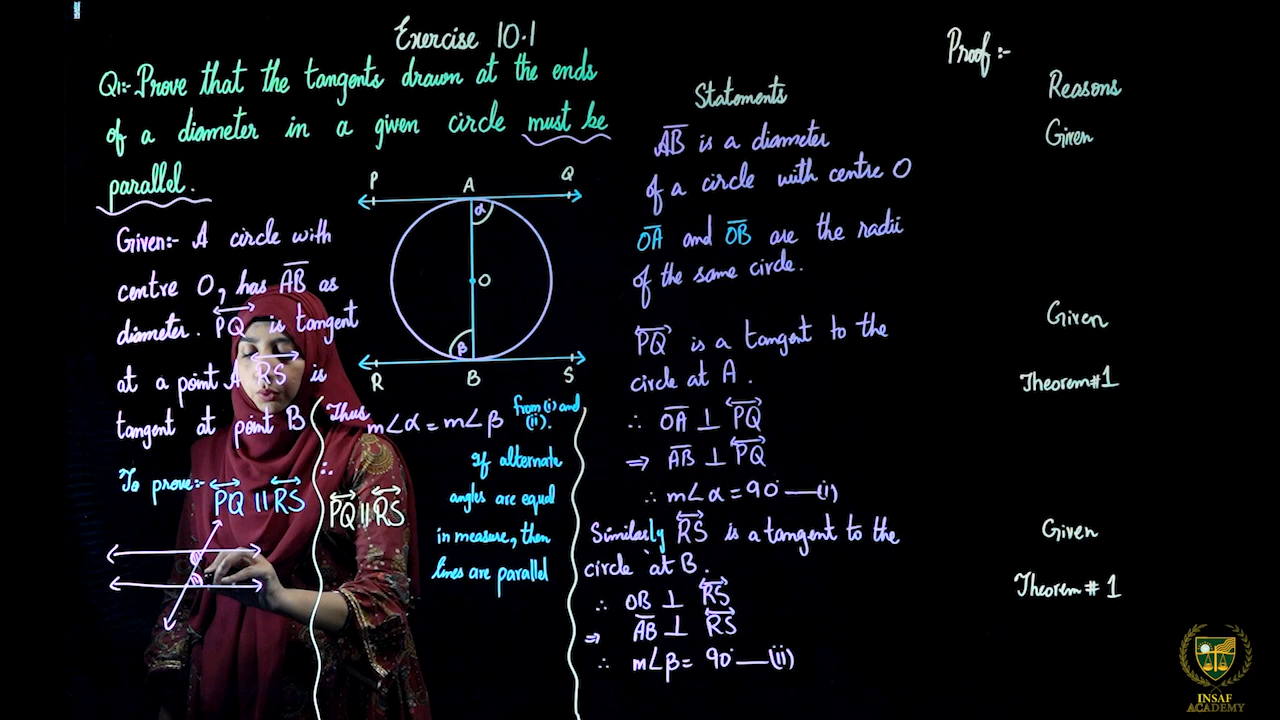 Exercise 10.1
Q1:- Prove that the tangents drawn at the ends
of a diameter in a given circle must be
parallel.
Given:- A circle with
centre O, has AB as
diameter. PQ is tangent
at a point A RS is
tangent at point B
To prove:- PQ || RS
P A Q
α
O
β
R B S
Thus m∠α = m∠β from (i) and
(ii).
∴ If alternate
angles are equal
PQ || RS
in measure, then
lines are parallel
Proof:-
Statements Reasons
AB is a diameter Given
of a circle with centre O
OA and OB are the radii
of the same circle.
PQ is a tangent to the Given
circle at A. Theorem #1
∴ OA ⊥ PQ
⇒ AB ⊥ PQ
∴ m∠α = 90° —(i)
Similarly RS is a tangent to the Given
circle at B.
∴ OB ⊥ RS Theorem #1
⇒ AB ⊥ RS
∴ m∠β = 90° —(ii)
INSAF
ACADEMY